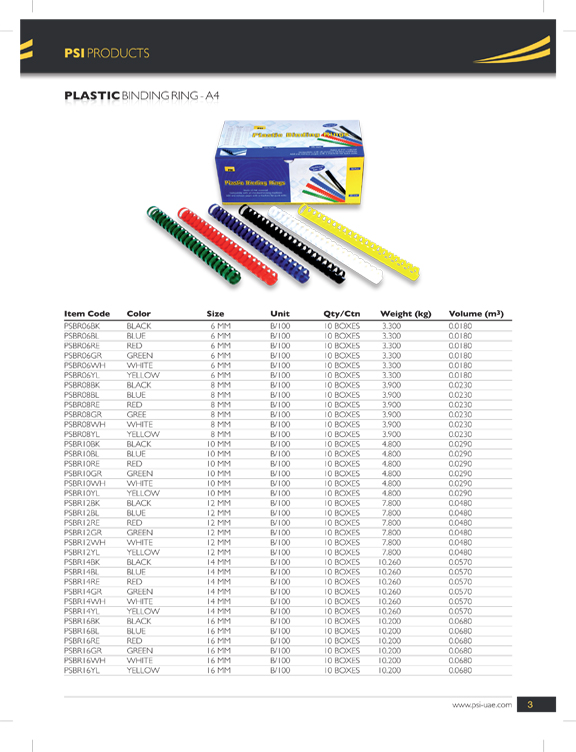 PSI PRODUCTS
PLASTIC BINDING RING - A4
Plastic Binding Rings
Plastic Binding Rings
Item Code Color Size Unit Qty/Ctn Weight (kg) Volume (m³)
PSBR06BK BLACK 6 MM B/100 10 BOXES 3.300 0.0180
PSBR06BL BLUE 6 MM B/100 10 BOXES 3.300 0.0180
PSBR06RE RED 6 MM B/100 10 BOXES 3.300 0.0180
PSBR06GR GREEN 6 MM B/100 10 BOXES 3.300 0.0180
PSBR06WH WHITE 6 MM B/100 10 BOXES 3.300 0.0180
PSBR06YL YELLOW 6 MM B/100 10 BOXES 3.300 0.0180
PSBR08BK BLACK 8 MM B/100 10 BOXES 3.900 0.0230
PSBR08BL BLUE 8 MM B/100 10 BOXES 3.900 0.0230
PSBR08RE RED 8 MM B/100 10 BOXES 3.900 0.0230
PSBR08GR GREE 8 MM B/100 10 BOXES 3.900 0.0230
PSBR08WH WHITE 8 MM B/100 10 BOXES 3.900 0.0230
PSBR08YL YELLOW 8 MM B/100 10 BOXES 3.900 0.0230
PSBR10BK BLACK 10 MM B/100 10 BOXES 4.800 0.0290
PSBR10BL BLUE 10 MM B/100 10 BOXES 4.800 0.0290
PSBR10RE RED 10 MM B/100 10 BOXES 4.800 0.0290
PSBR10GR GREEN 10 MM B/100 10 BOXES 4.800 0.0290
PSBR10WH WHITE 10 MM B/100 10 BOXES 4.800 0.0290
PSBR10YL YELLOW 10 MM B/100 10 BOXES 4.800 0.0290
PSBR12BK BLACK 12 MM B/100 10 BOXES 7.800 0.0480
PSBR12BL BLUE 12 MM B/100 10 BOXES 7.800 0.0480
PSBR12RE RED 12 MM B/100 10 BOXES 7.800 0.0480
PSBR12GR GREEN 12 MM B/100 10 BOXES 7.800 0.0480
PSBR12WH WHITE 12 MM B/100 10 BOXES 7.800 0.0480
PSBR12YL YELLOW 12 MM B/100 10 BOXES 7.800 0.0480
PSBR14BK BLACK 14 MM B/100 10 BOXES 10.260 0.0570
PSBR14BL BLUE 14 MM B/100 10 BOXES 10.260 0.0570
PSBR14RE RED 14 MM B/100 10 BOXES 10.260 0.0570
PSBR14GR GREEN 14 MM B/100 10 BOXES 10.260 0.0570
PSBR14WH WHITE 14 MM B/100 10 BOXES 10.260 0.0570
PSBR14YL YELLOW 14 MM B/100 10 BOXES 10.260 0.0570
PSBR16BK BLACK 16 MM B/100 10 BOXES 10.200 0.0680
PSBR16BL BLUE 16 MM B/100 10 BOXES 10.200 0.0680
PSBR16RE RED 16 MM B/100 10 BOXES 10.200 0.0680
PSBR16GR GREEN 16 MM B/100 10 BOXES 10.200 0.0680
PSBR16WH WHITE 16 MM B/100 10 BOXES 10.200 0.0680
PSBR16YL YELLOW 16 MM B/100 10 BOXES 10.200 0.0680
www.psi-uae.com 3